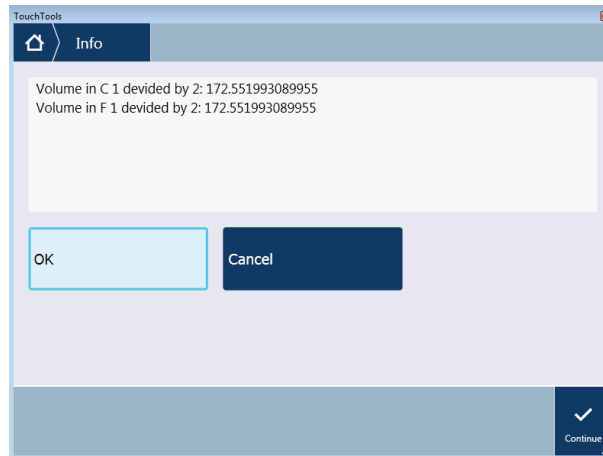 TouchTools
Info
Volume in C 1 devided by 2: 172.551993089955
Volume in F 1 devided by 2: 172.551993089955
OK
Cancel
Continue